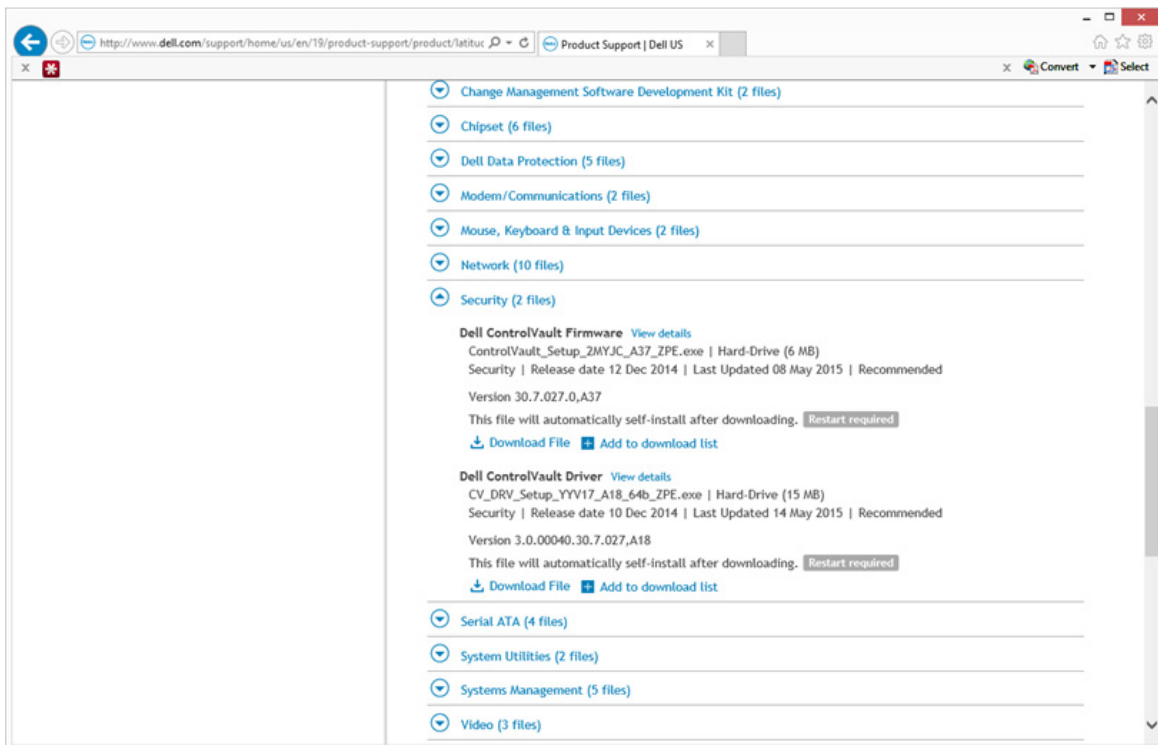 http://www.dell.com/support/home/us/en/19/product-support/product/latituc
Product Support | Dell US
Convert
Select
Change Management Software Development Kit (2 files)
Chipset (6 files)
Dell Data Protection (5 files)
Modem/Communications (2 files)
Mouse, Keyboard & Input Devices (2 files)
Network (10 files)
Security (2 files)
Dell ControlVault Firmware View details
ControlVault_Setup_2MYJC_A37_ZPE.exe | Hard-Drive (6 MB)
Security | Release date 12 Dec 2014 | Last Updated 08 May 2015 | Recommended
Version 30.7.027.0,A37
This file will automatically self-install after downloading. Restart required
Download File Add to download list
Dell ControlVault Driver View details
CV_DRV_Setup_YYV17_A18_64b_ZPE.exe | Hard-Drive (15 MB)
Security | Release date 10 Dec 2014 | Last Updated 14 May 2015 | Recommended
Version 3.0.00040.30.7.027,A18
This file will automatically self-install after downloading. Restart required
Download File Add to download list
Serial ATA (4 files)
System Utilities (2 files)
Systems Management (5 files)
Video (3 files)